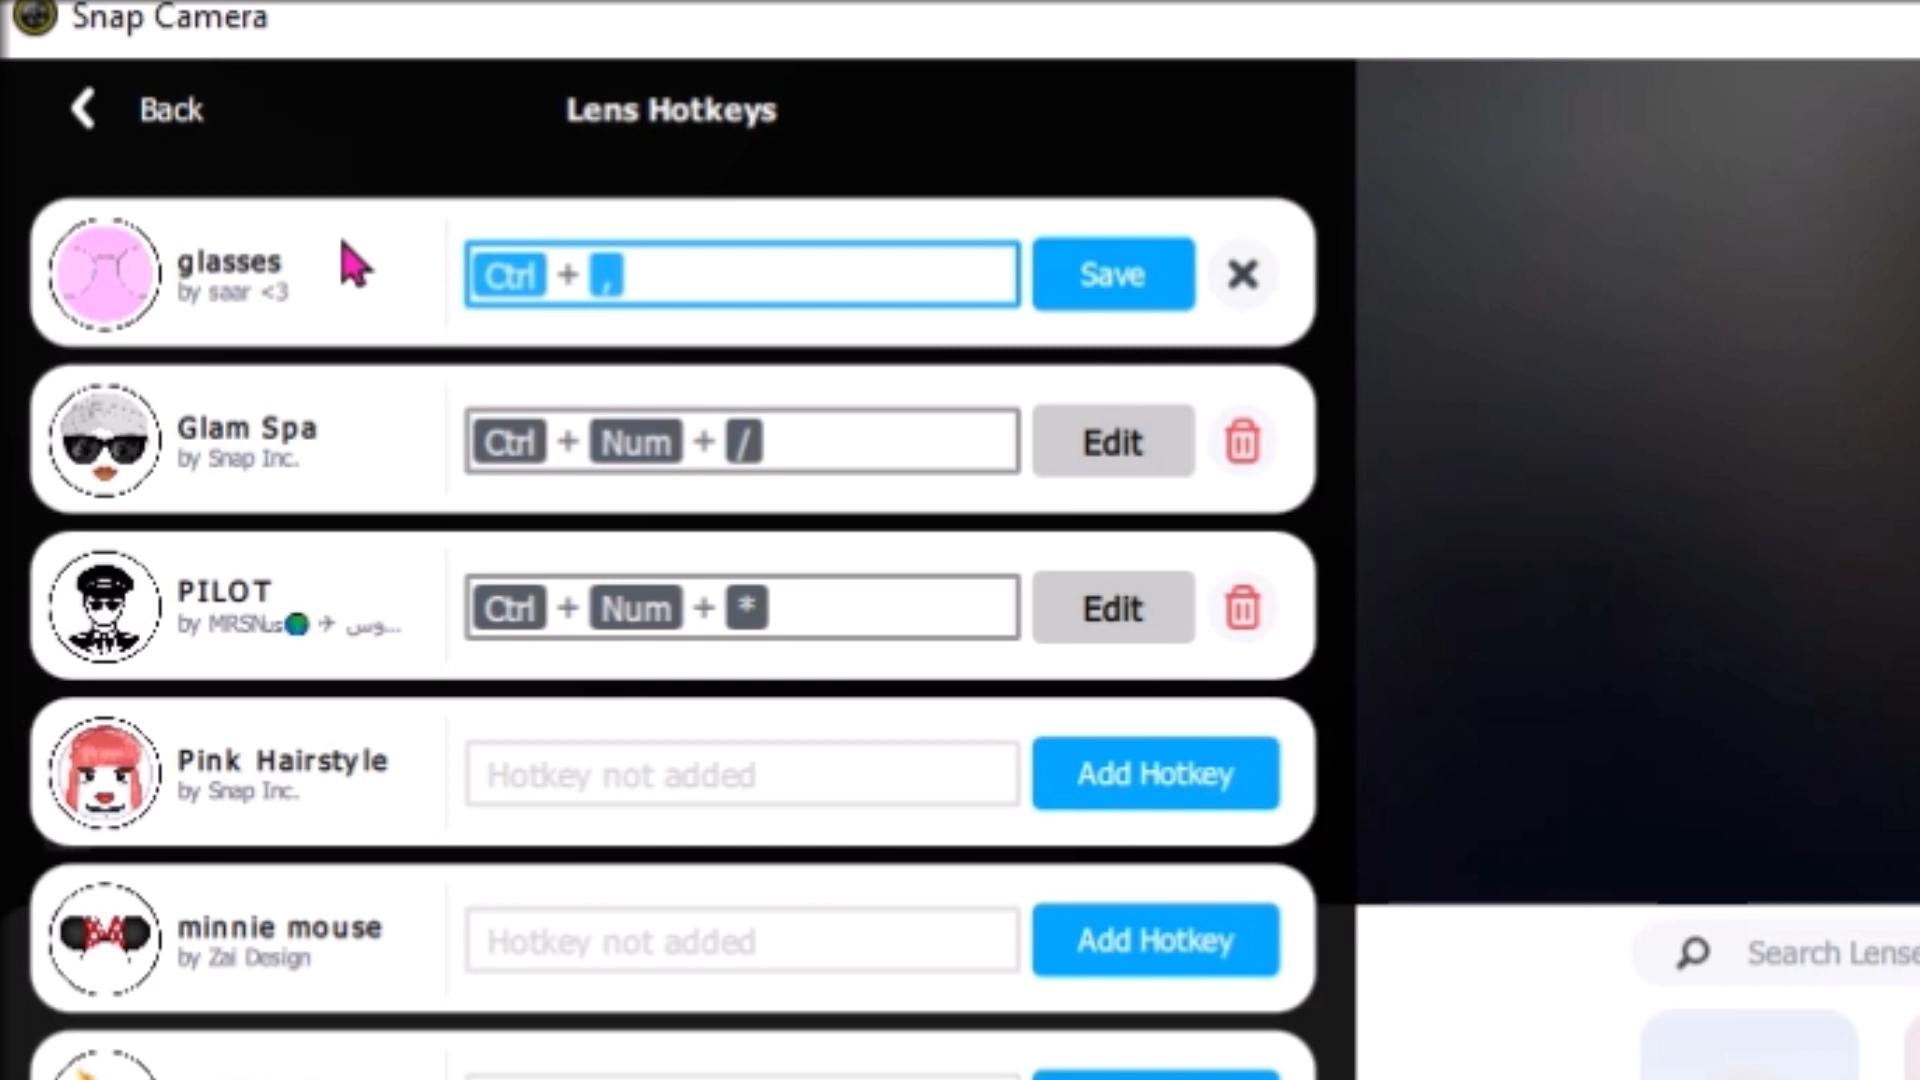 Snap Camera
Back
Lens Hotkeys
glasses
by saar <3
Ctrl + ,
Save
Glam Spa
by Snap Inc.
Ctrl + Num + /
Edit
PILOT
by MRSNus🌍 ✈ وس...
Ctrl + Num + *
Edit
Pink Hairstyle
by Snap Inc.
Hotkey not added
Add Hotkey
minnie mouse
by Zai Design
Hotkey not added
Add Hotkey
Search Lense